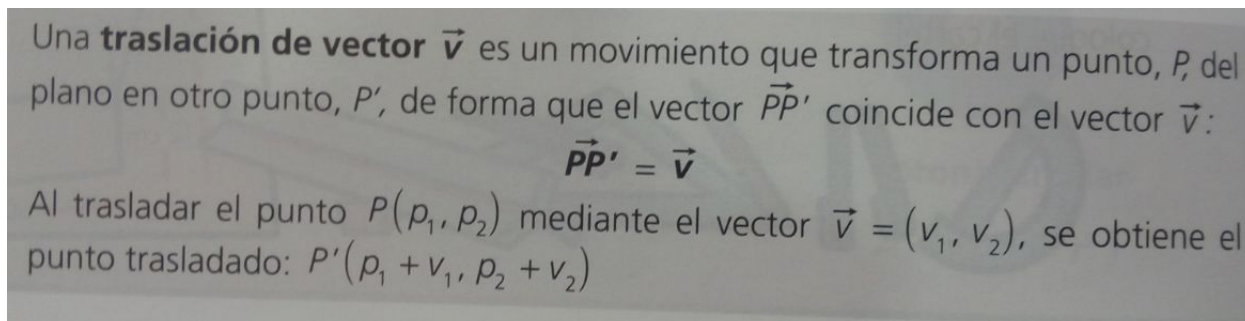 Una traslación de vector v⃗ es un movimiento que transforma un punto, P, del
plano en otro punto, P′, de forma que el vector PP⃗′ coincide con el vector v⃗:
PP⃗′ = v⃗
Al trasladar el punto P(p₁, p₂) mediante el vector v⃗ = (v₁, v₂), se obtiene el
punto trasladado: P′(p₁ + v₁, p₂ + v₂)